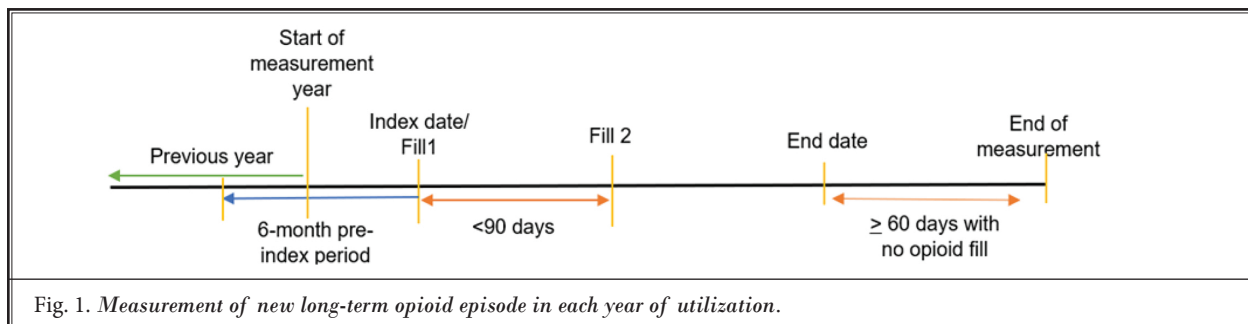 Start of
measurement
year
Index date/
Fill1
Fill 2
End date
End of
measurement
Previous year
6-month pre-
index period
<90 days
≥ 60 days with
no opioid fill
Fig. 1. Measurement of new long-term opioid episode in each year of utilization.